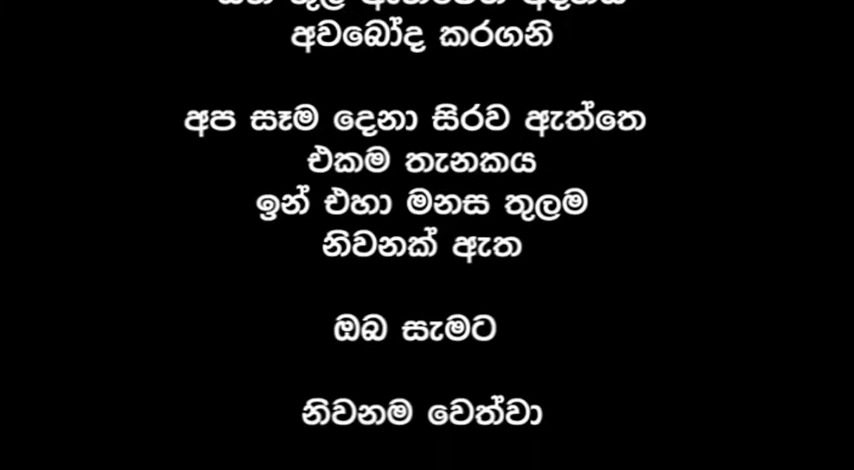 අවබෝද කරගනි
අප සෑම දෙනා සිරව ඇත්තෙ
එකම තැනකය
ඉන් එහා මනස තුලම
නිවනක් ඇත
ඔබ සැමට
නිවනම වෙත්වා